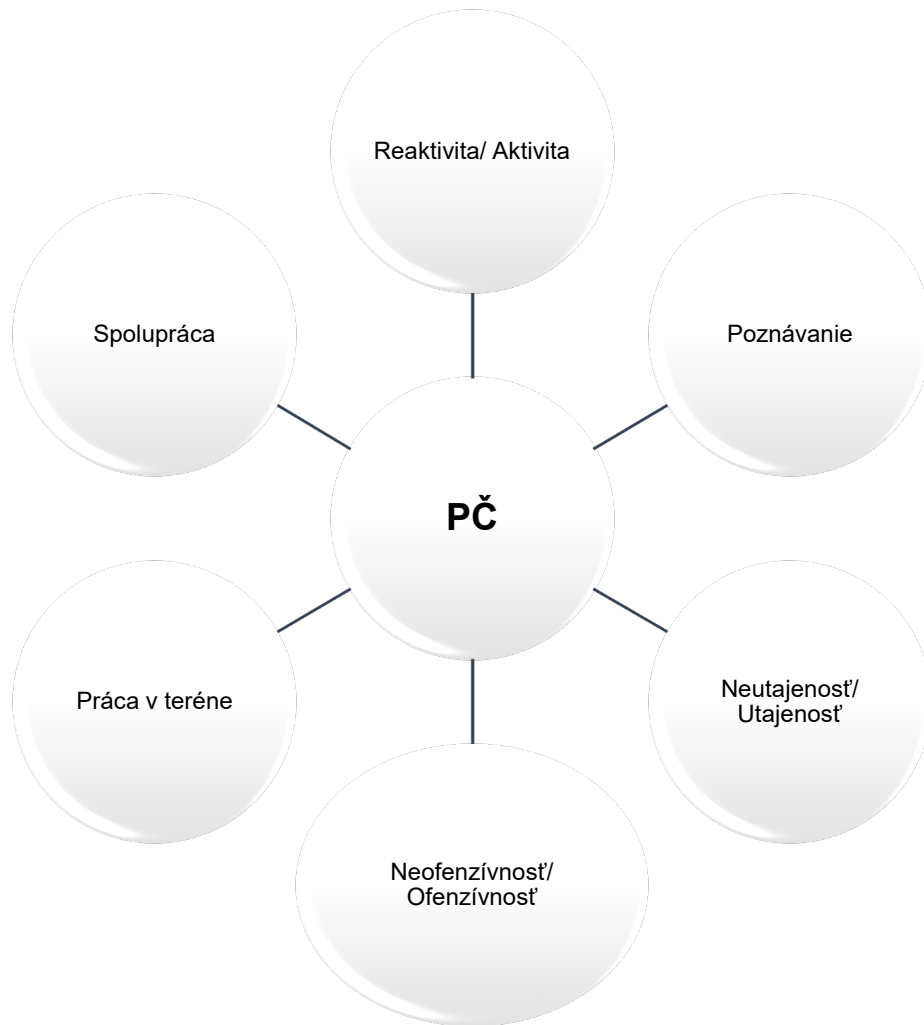 Reaktivita/ Aktivita
Spolupráca
Poznávanie
PČ
Práca v teréne
Neutajenosť/
Utajenosť
Neofenzívnosť/
Ofenzívnosť